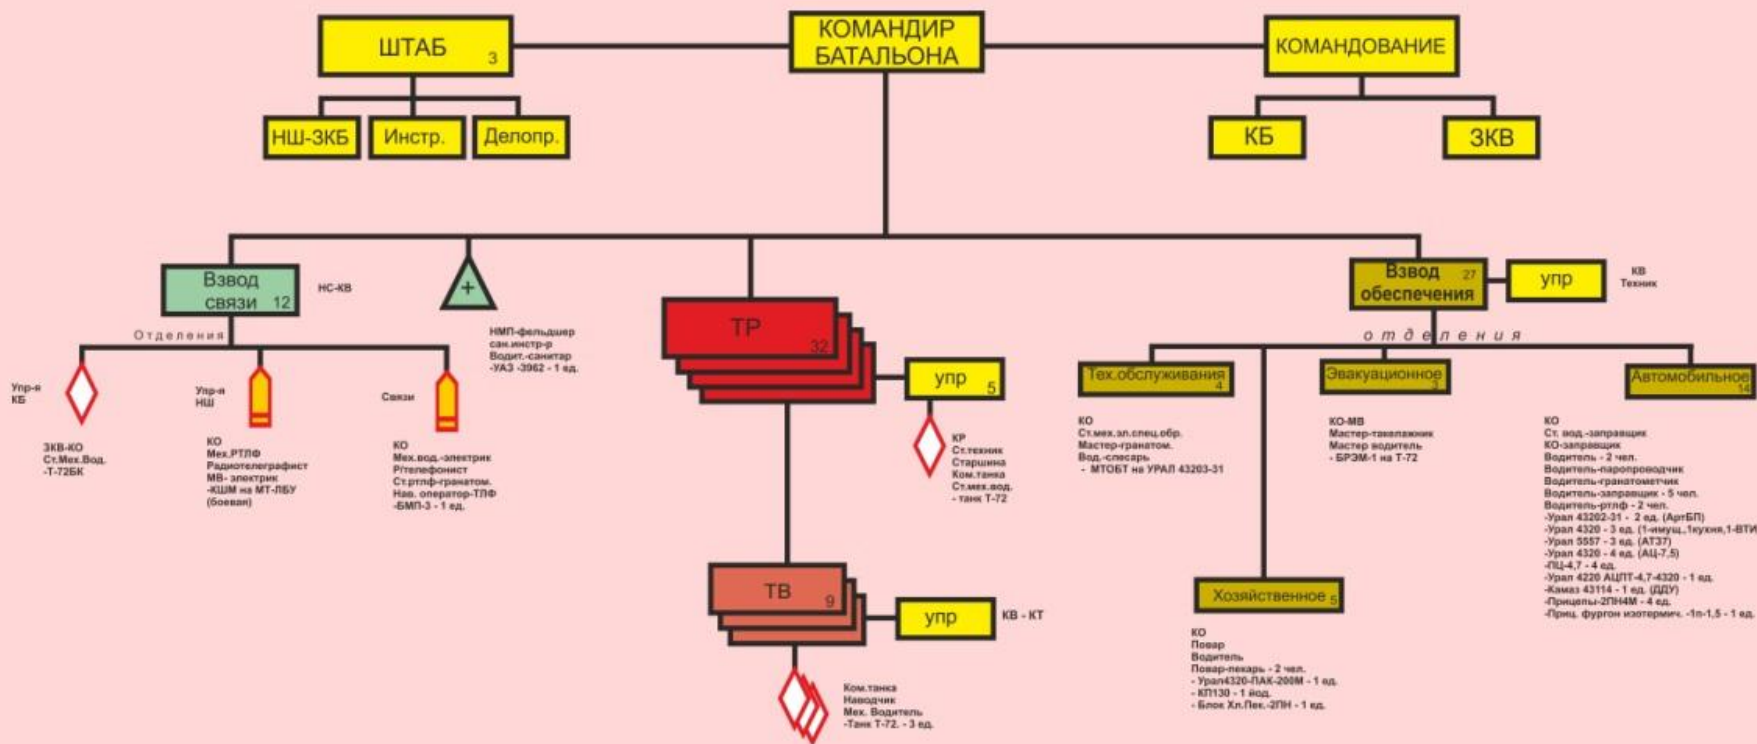 ШТАБ
3
КОМАНДИР
БАТАЛЬОНА
КОМАНДОВАНИЕ
НШ-ЗКБ
Инстр.
Делопр.
КБ
ЗКВ
Взвод
связи 12
НС-КВ
+
НМП-фельдшер
сан.инстр-р
Водит.-санитар
-УАЗ -3962 - 1 ед.
ТР
32
упр
5
КР
Ст.техник
Старшина
Ком.танка
Ст.мех.вод.
- танк Т-72
Взвод 27
обеспечения
упр
КВ
Техник
Отделения
Упр-я
КБ
ЗКВ-КО
Ст.Мех.Вод.
-Т-72БК
Упр-я
НШ
КО
Мех.РТЛФ
Радиотелеграфист
МВ- электрик
-КШМ на МТ-ЛБУ
(боевая)
Связи
КО
Мех.вод.-электрик
Р/телефонист
Ст.ртлф-гранатом.
Нав. оператор-ТЛФ
-БМП-3 - 1 ед.
отделения
Тех.обслуживания
4
КО
Ст.мех.эл.спец.обр.
Мастер-гранатом.
Вод.-слесарь
- МТОБТ на УРАЛ 43203-31
Эвакуационное
3
КО-МВ
Мастер-такелажник
Мастер водитель
- БРЭМ-1 на Т-72
Автомобильное
14
КО
Ст. вод.-заправщик
КО-заправщик
Водитель - 2 чел.
Водитель-паропроводчик
Водитель-гранатометчик
Водитель-заправщик - 5 чел.
Водитель-ртлф - 2 чел.
-Урал 43202-31 - 2 ед. (АртБП)
-Урал 4320 - 3 ед. (1-имущ.,1кухня,1-ВТИ
-Урал 5557 - 3 ед. (АТЗ7)
-Урал 4320 - 4 ед. (АЦ-7,5)
-ПЦ-4,7 - 4 ед.
-Урал 4220 АЦПТ-4,7-4320 - 1 ед.
-Камаз 43114 - 1 ед. (ДДУ)
-Прицепы-2ПН4М - 4 ед.
-Приц. фургон изотермич. -1п-1,5 - 1 ед.
Хозяйственное 5
КО
Повар
Водитель
Повар-пекарь - 2 чел.
- Урал4320-ПАК-200М - 1 ед.
- КП130 - 1 йод.
- Блок Хл.Пек.-2ПН - 1 ед.
ТВ
9
упр
КВ - КТ
Ком.танка
Наводчик
Мех. Водитель
-Танк Т-72. - 3 ед.